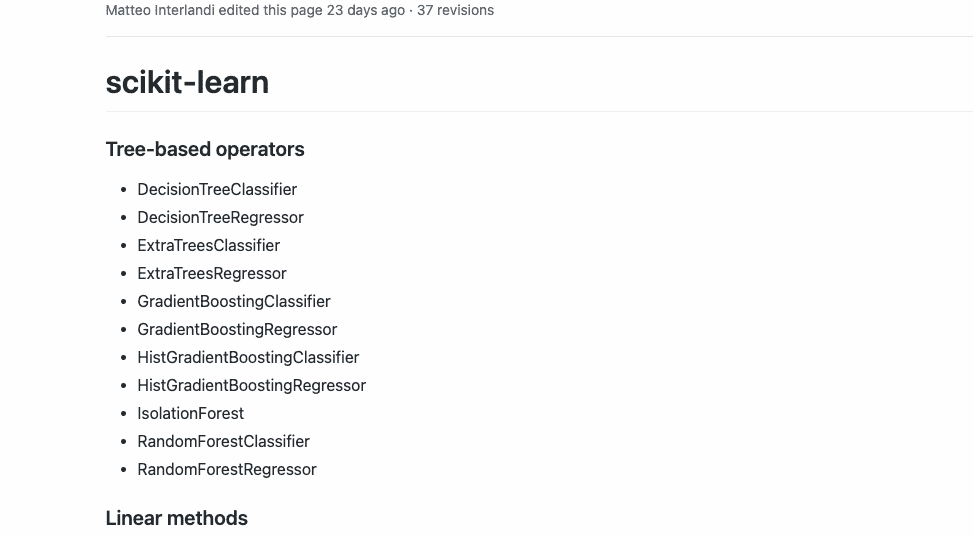 Matteo Interlandi edited this page 23 days ago · 37 revisions
scikit-learn
Tree-based operators
• DecisionTreeClassifier
• DecisionTreeRegressor
• ExtraTreesClassifier
• ExtraTreesRegressor
• GradientBoostingClassifier
• GradientBoostingRegressor
• HistGradientBoostingClassifier
• HistGradientBoostingRegressor
• IsolationForest
• RandomForestClassifier
• RandomForestRegressor
Linear methods